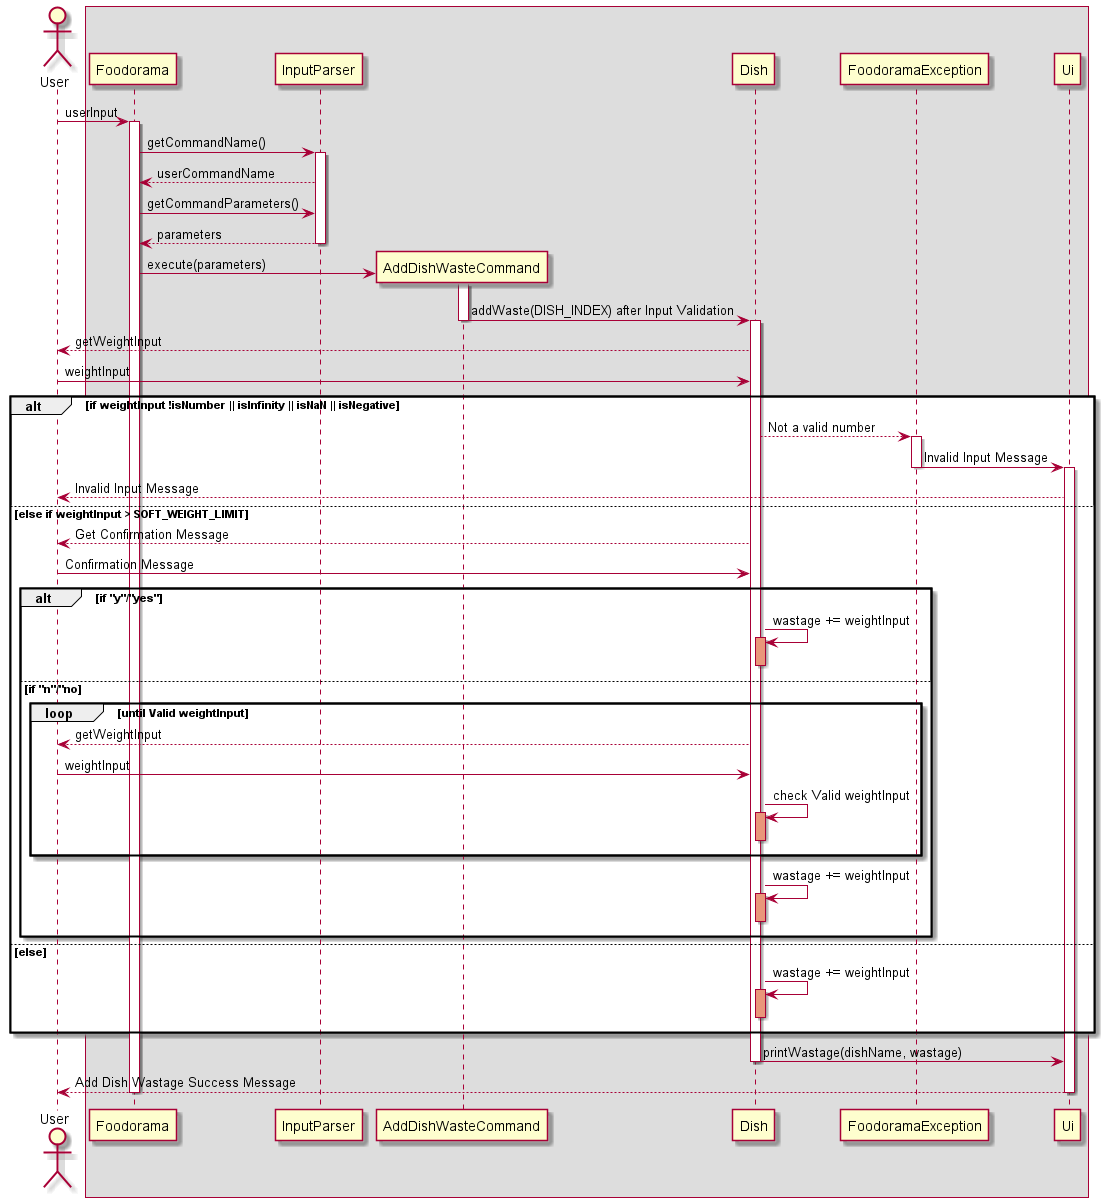 User
Foodorama
InputParser
Dish
FoodoramaException
Ui
userInput
getCommandName()
userCommandName
getCommandParameters()
parameters
execute(parameters)
AddDishWasteCommand
addWaste(DISH_INDEX) after Input Validation
getWeightInput
weightInput
alt
[if weightInput !isNumber || isInfinity || isNaN || isNegative]
Not a valid number
Invalid Input Message
Invalid Input Message
[else if weightInput > SOFT_WEIGHT_LIMIT]
Get Confirmation Message
Confirmation Message
alt
[if "y"/"yes"]
wastage += weightInput
[if "n"/"no]
loop
[until Valid weightInput]
getWeightInput
weightInput
check Valid weightInput
wastage += weightInput
[else]
wastage += weightInput
printWastage(dishName, wastage)
Add Dish Wastage Success Message
User
Foodorama
InputParser
AddDishWasteCommand
Dish
FoodoramaException
Ui